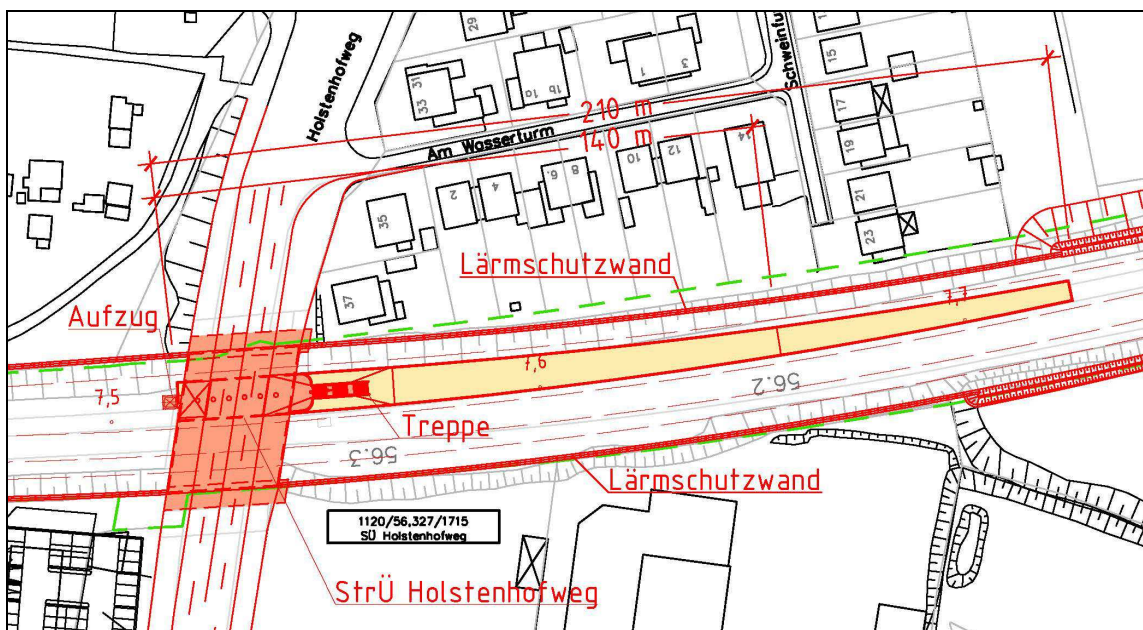 29
Holstenhofweg
31
33
1b
1a
1
3
Schweinfu
15
17
19
21
23
210 m
140 m
Am Wasserturm
14
12
10
8
6.
4
2
35
37
Lärmschutzwand
Aufzug
7,5
7,6
7,7
56.2
56.3
Treppe
Lärmschutzwand
1120/56,327/1715
SÜ Holstenhofweg
StrÜ Holstenhofweg